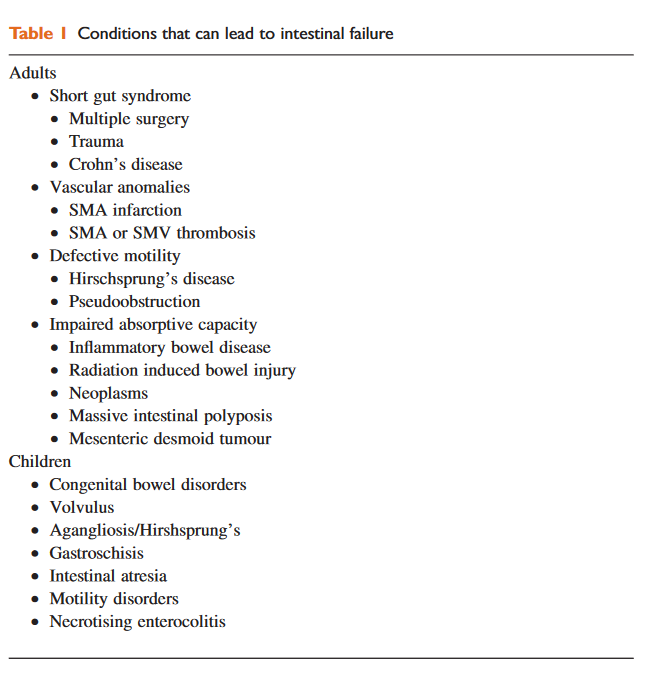 Table 1 Conditions that can lead to intestinal failure
Adults
• Short gut syndrome
• Multiple surgery
• Trauma
• Crohn's disease
• Vascular anomalies
• SMA infarction
• SMA or SMV thrombosis
• Defective motility
• Hirschsprung's disease
• Pseudoobstruction
• Impaired absorptive capacity
• Inflammatory bowel disease
• Radiation induced bowel injury
• Neoplasms
• Massive intestinal polyposis
• Mesenteric desmoid tumour
Children
• Congenital bowel disorders
• Volvulus
• Agangliosis/Hirshsprung's
• Gastroschisis
• Intestinal atresia
• Motility disorders
• Necrotising enterocolitis